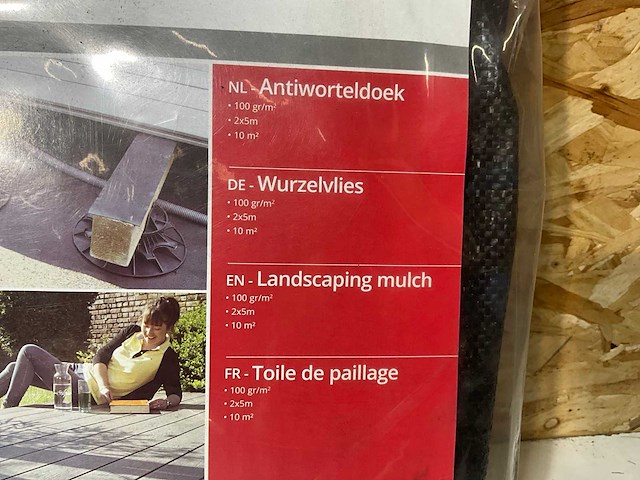 NL - Antiworteldoek
• 100 gr/m²
• 2x5m
• 10 m²
DE - Wurzelvlies
• 100 gr/m²
• 2x5m
• 10 m²
EN - Landscaping mulch
• 100 gr/m²
• 2x5m
• 10 m²
FR - Toile de paillage
• 100 gr/m²
• 2x5m
• 10 m²